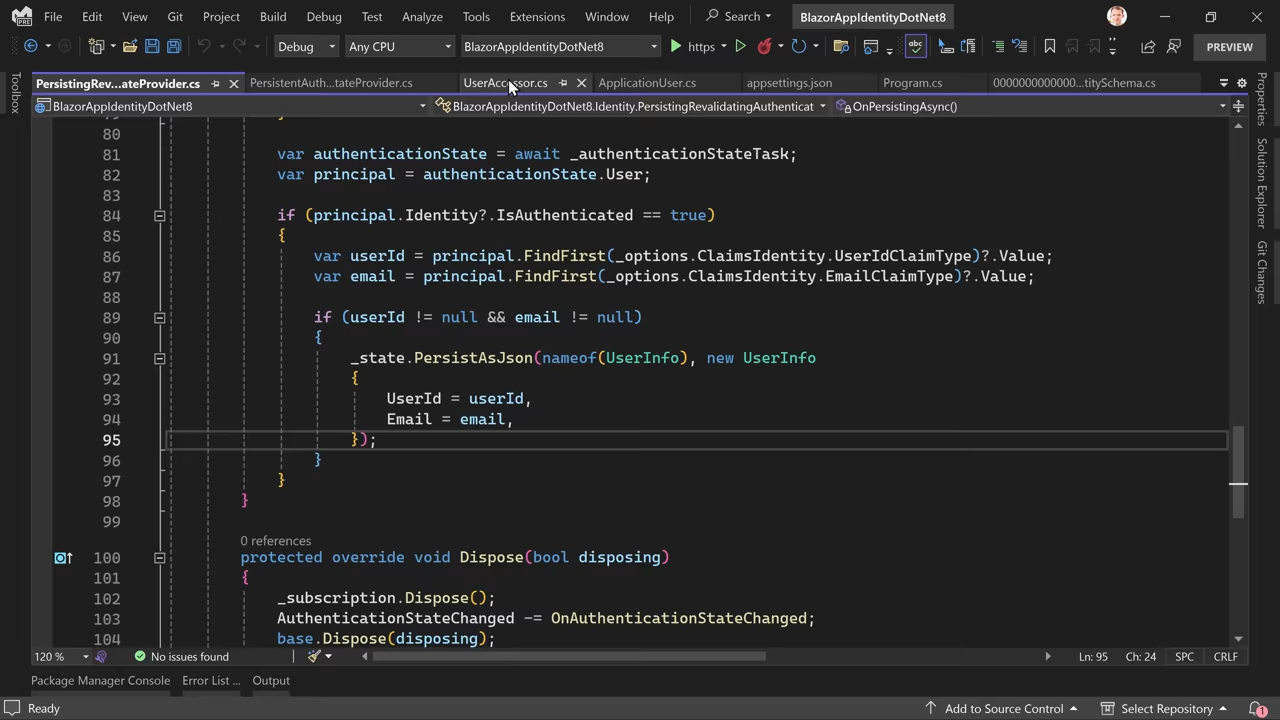 File Edit View Git Project Build Debug Test Analyze Tools Extensions Window Help Search BlazorAppIdentityDotNet8
Debug Any CPU BlazorAppIdentityDotNet8 https PREVIEW
PersistingRev...ateProvider.cs PersistentAuth...tateProvider.cs UserAccessor.cs ApplicationUser.cs appsettings.json Program.cs 0000000000000...titySchema.cs
BlazorAppIdentityDotNet8 BlazorAppIdentityDotNet8.Identity.PersistingRevalidatingAuthenticat OnPersistingAsync()
Toolbox
Properties
Solution Explorer
Git Changes
80
81 var authenticationState = await _authenticationStateTask;
82 var principal = authenticationState.User;
83
84 if (principal.Identity?.IsAuthenticated == true)
85 {
86 var userId = principal.FindFirst(_options.ClaimsIdentity.UserIdClaimType)?.Value;
87 var email = principal.FindFirst(_options.ClaimsIdentity.EmailClaimType)?.Value;
88
89 if (userId != null && email != null)
90 {
91 _state.PersistAsJson(nameof(UserInfo), new UserInfo
92 {
93 UserId = userId,
94 Email = email,
95 });
96 }
97 }
98 }
99
0 references
100 protected override void Dispose(bool disposing)
101 {
102 _subscription.Dispose();
103 AuthenticationStateChanged -= OnAuthenticationStateChanged;
104 base.Dispose(disposing);
120 % No issues found Ln: 95 Ch: 24 SPC CRLF
Package Manager Console Error List ... Output
Ready Add to Source Control Select Repository 1